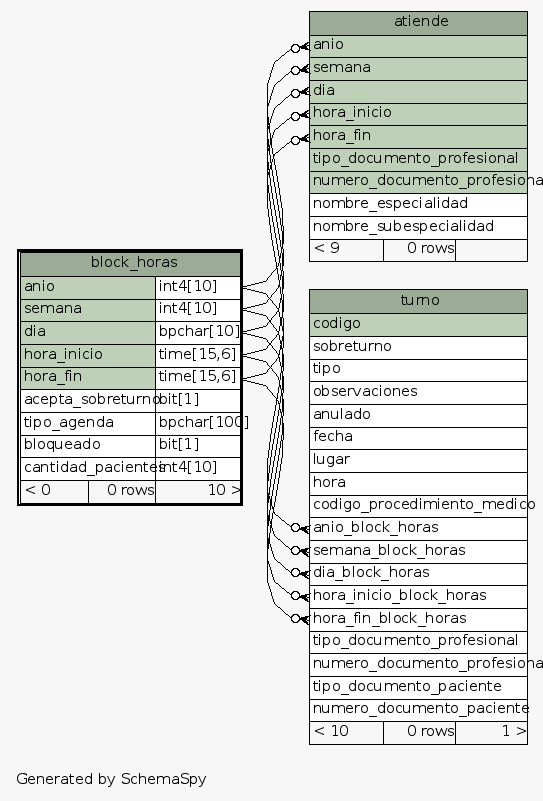 atiende
anio
semana
dia
hora_inicio
hora_fin
tipo_documento_profesional
numero_documento_profesiona
nombre_especialidad
nombre_subespecialidad
< 9 0 rows
block_horas
anio int4[10]
semana int4[10]
dia bpchar[10]
hora_inicio time[15,6]
hora_fin time[15,6]
acepta_sobreturno bit[1]
tipo_agenda bpchar[100]
bloqueado bit[1]
cantidad_pacientes int4[10]
< 0 0 rows 10 >
turno
codigo
sobreturno
tipo
observaciones
anulado
fecha
lugar
hora
codigo_procedimiento_medico
anio_block_horas
semana_block_horas
dia_block_horas
hora_inicio_block_horas
hora_fin_block_horas
tipo_documento_profesional
numero_documento_profesiona
tipo_documento_paciente
numero_documento_paciente
< 10 0 rows 1 >
Generated by SchemaSpy